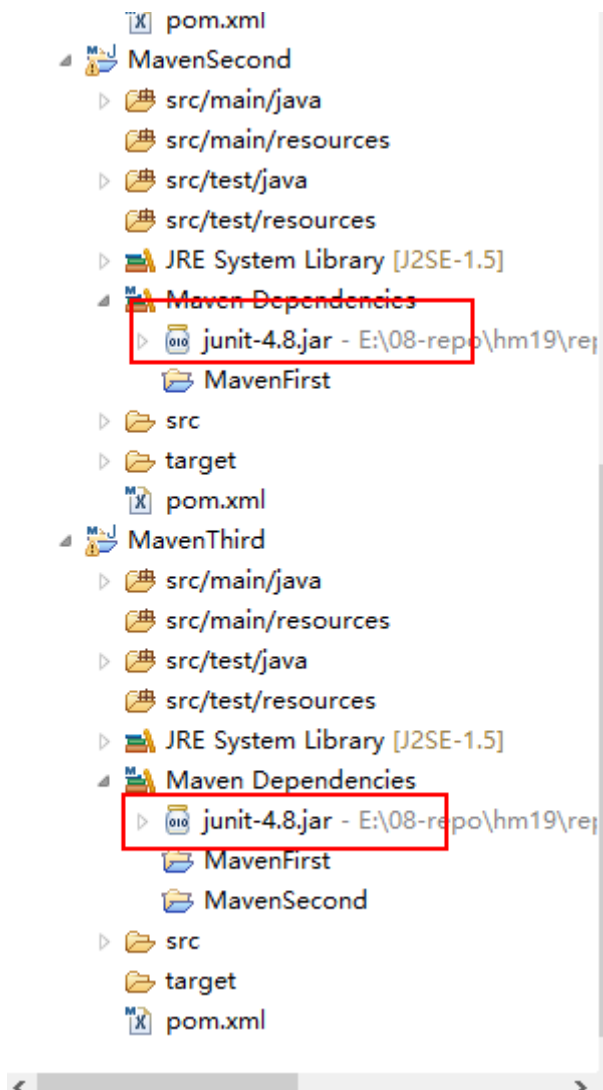 pom.xml
MavenSecond
src/main/java
src/main/resources
src/test/java
src/test/resources
JRE System Library [J2SE-1.5]
Maven Dependencies
junit-4.8.jar - E:\08-repo\hm19\rep
MavenFirst
src
target
pom.xml
MavenThird
src/main/java
src/main/resources
src/test/java
src/test/resources
JRE System Library [J2SE-1.5]
Maven Dependencies
junit-4.8.jar - E:\08-repo\hm19\rep
MavenFirst
MavenSecond
src
target
pom.xml